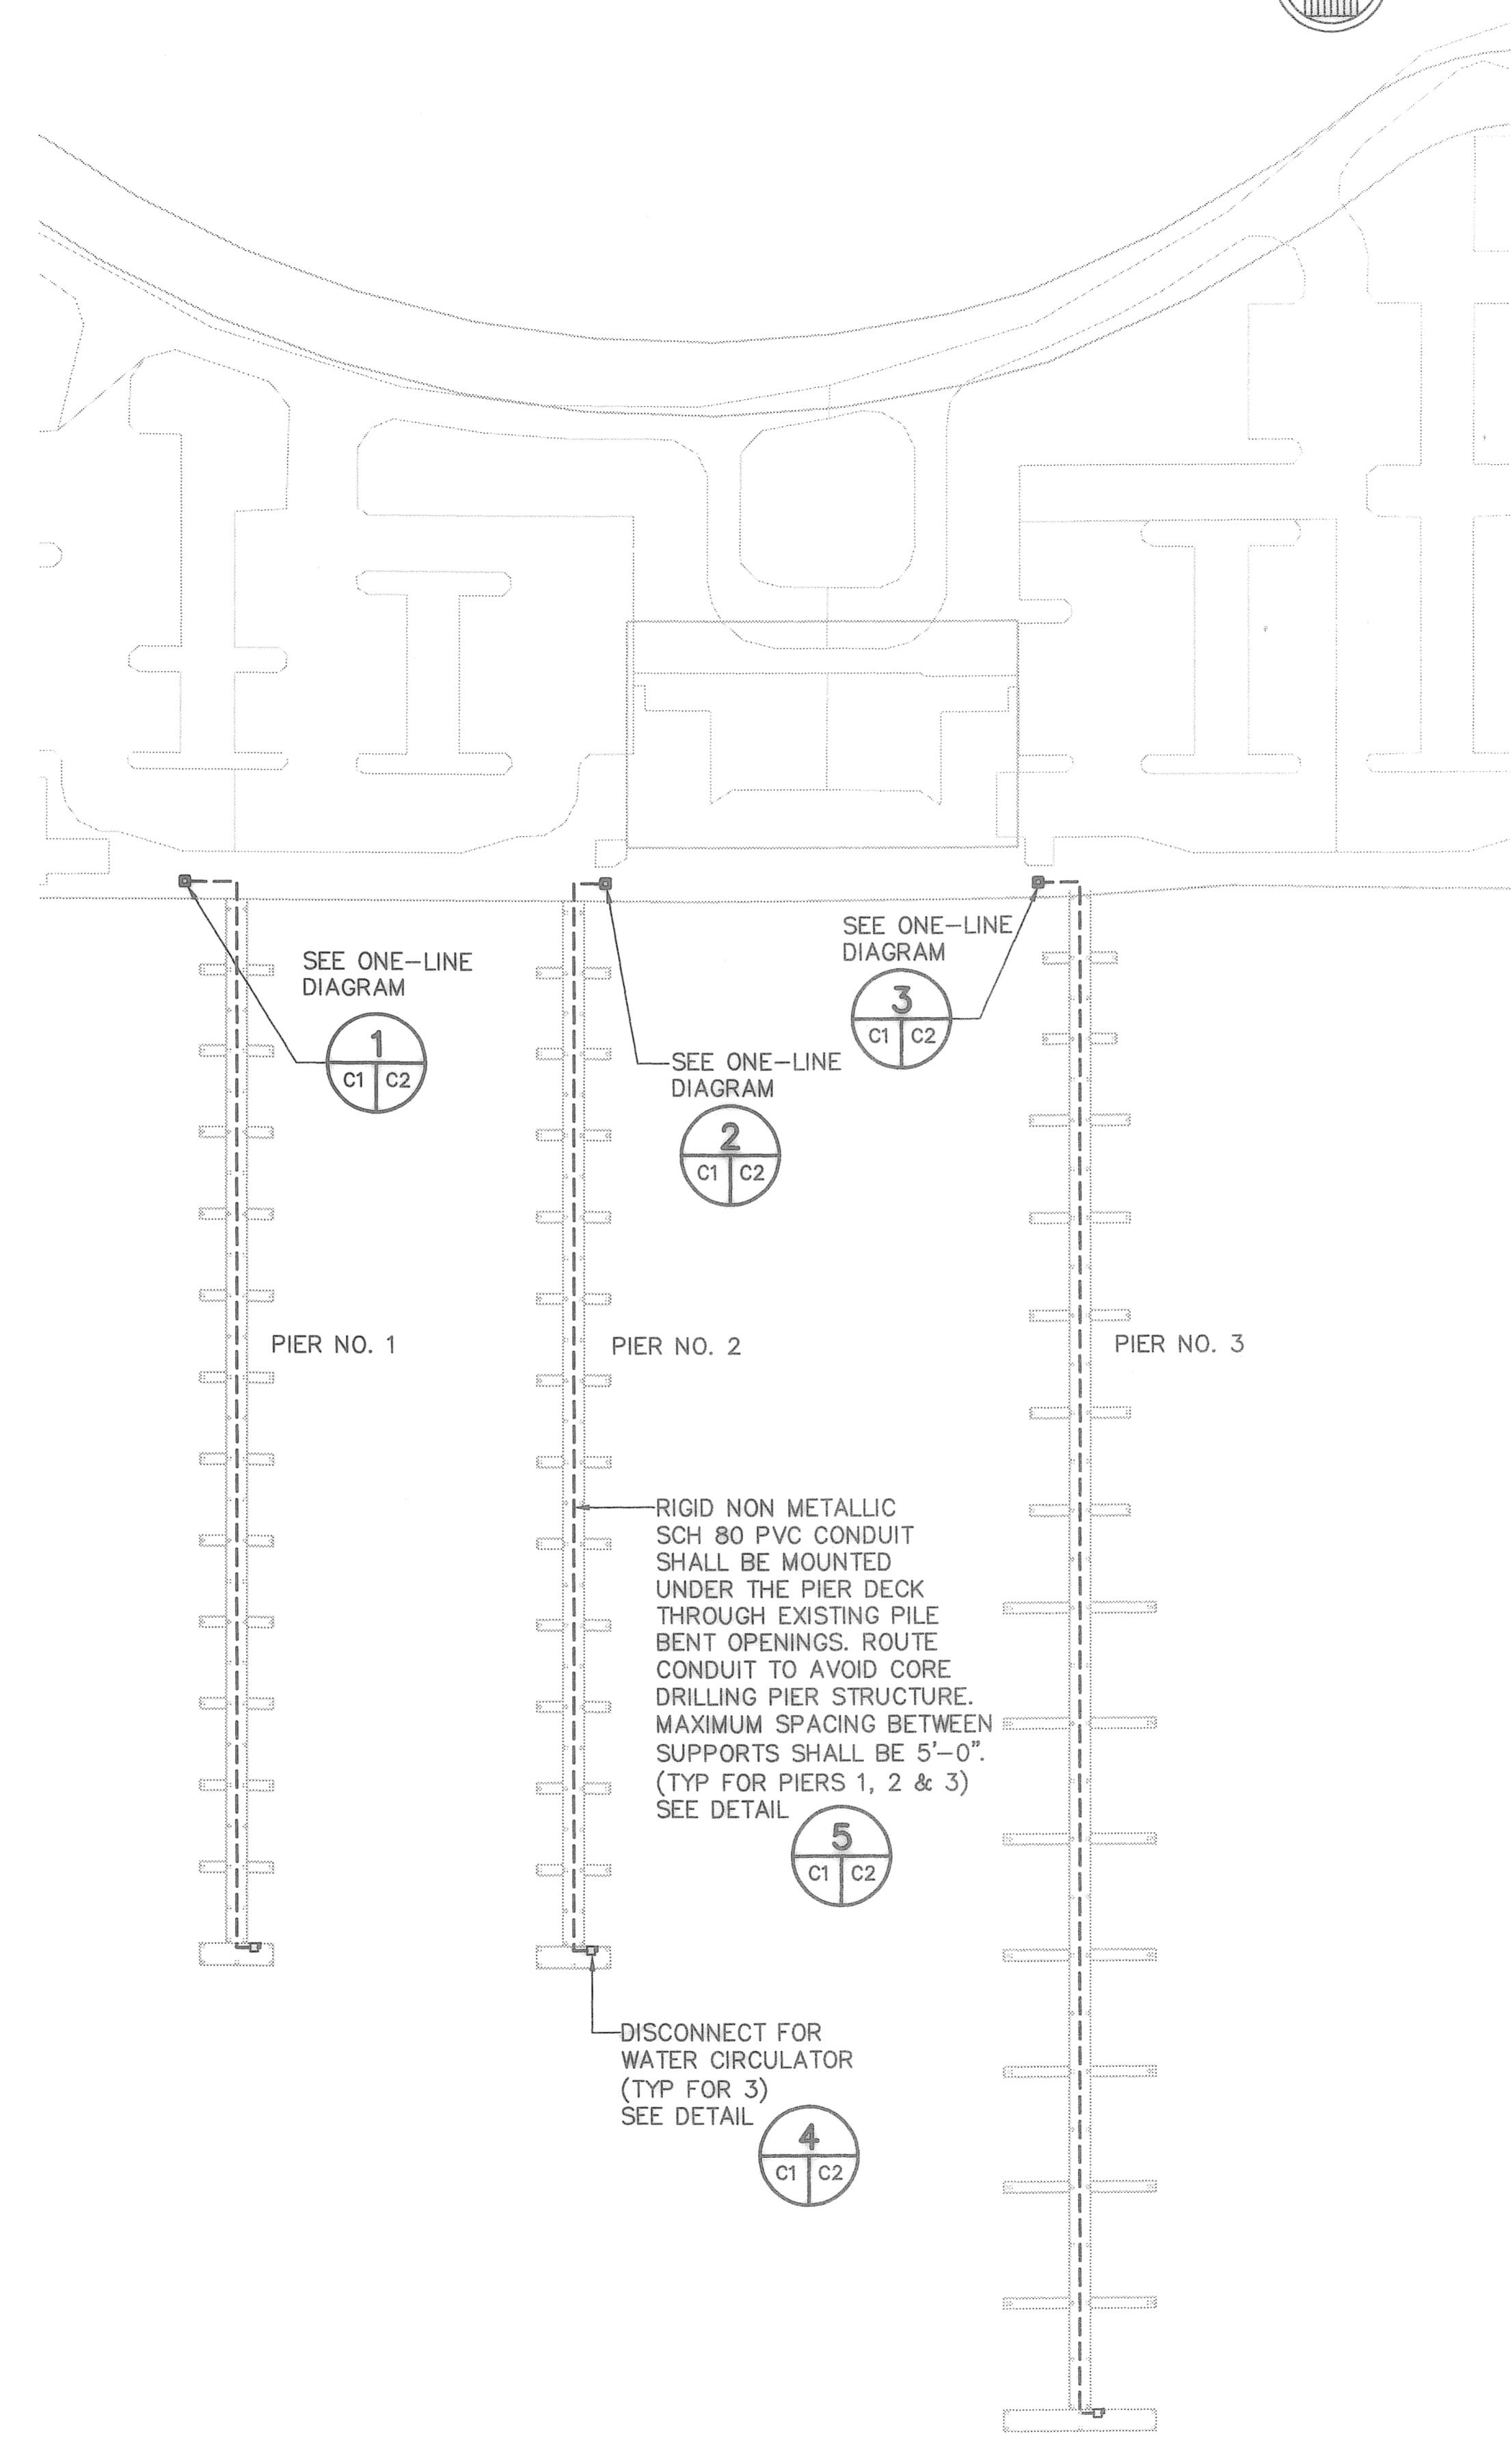 SEE ONE-LINE
DIAGRAM
1
C1 C2
SEE ONE-LINE
DIAGRAM
2
C1 C2
SEE ONE-LINE
DIAGRAM
3
C1 C2
PIER NO. 1
PIER NO. 2
PIER NO. 3
RIGID NON METALLIC
SCH 80 PVC CONDUIT
SHALL BE MOUNTED
UNDER THE PIER DECK
THROUGH EXISTING PILE
BENT OPENINGS. ROUTE
CONDUIT TO AVOID CORE
DRILLING PIER STRUCTURE.
MAXIMUM SPACING BETWEEN
SUPPORTS SHALL BE 5'-0".
(TYP FOR PIERS 1, 2 & 3)
SEE DETAIL
5
C1 C2
DISCONNECT FOR
WATER CIRCULATOR
(TYP FOR 3)
SEE DETAIL
4
C1 C2